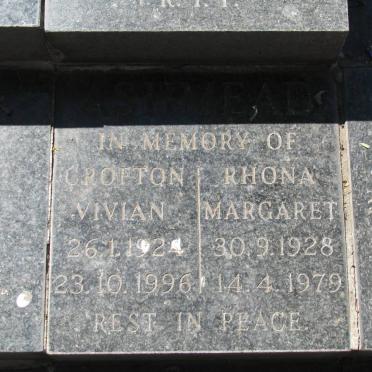 R.I.P.
IN MEMORY OF
CROFTON RHONA
VIVIAN MARGARET
26.1.1924 30.9.1928
23.10.1996 14.4.1979
REST IN PEACE